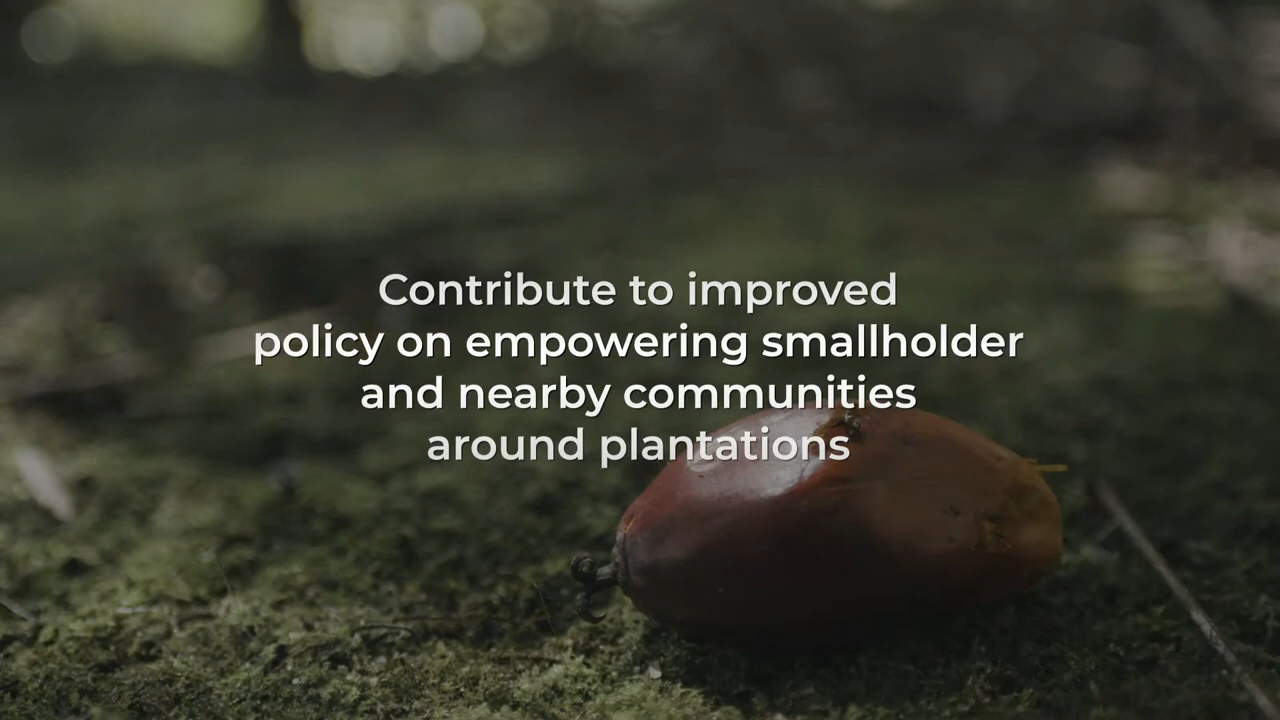 Contribute to improved
policy on empowering smallholder
and nearby communities
around plantations